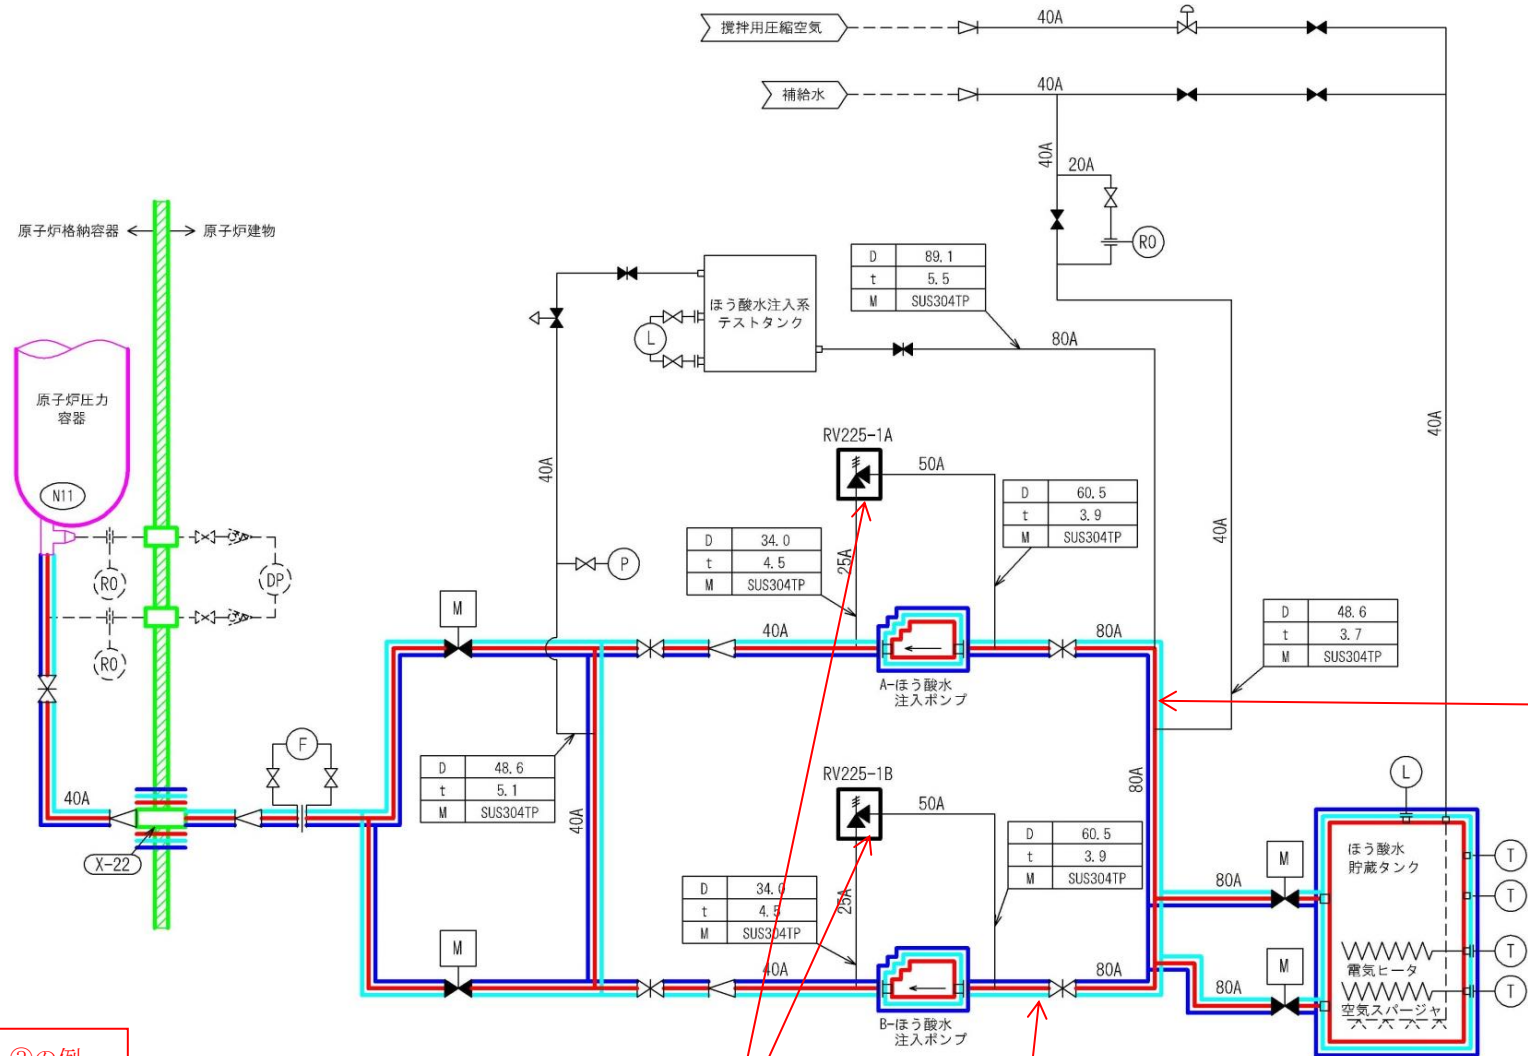 攪拌用圧縮空気
40A
補給水
40A
40A
20A
RO
原子炉格納容器
原子炉建物
D 89.1
t 5.5
M SUS304TP
ほう酸水注入系
テストタンク
L
80A
原子炉圧力
容器
N11
40A
RV225-1A
50A
40A
D 60.5
t 3.9
M SUS304TP
D 34.0
t 4.5
M SUS304TP
25A
40A
P
RO
DP
RO
M
40A
80A
D 48.6
t 3.7
M SUS304TP
A-ほう酸水
注入ポンプ
F
D 48.6
t 5.1
M SUS304TP
40A
RV225-1B
50A
80A
L
40A
X-22
D 60.5
t 3.9
M SUS304TP
ほう酸水
貯蔵タンク
M
T
80A
T
D 34.0
t 4.5
M SUS304TP
25A
M
40A
80A
M
80A
電気ヒータ
T
空気スパージャ
T
B-ほう酸水
注入ポンプ
②の例